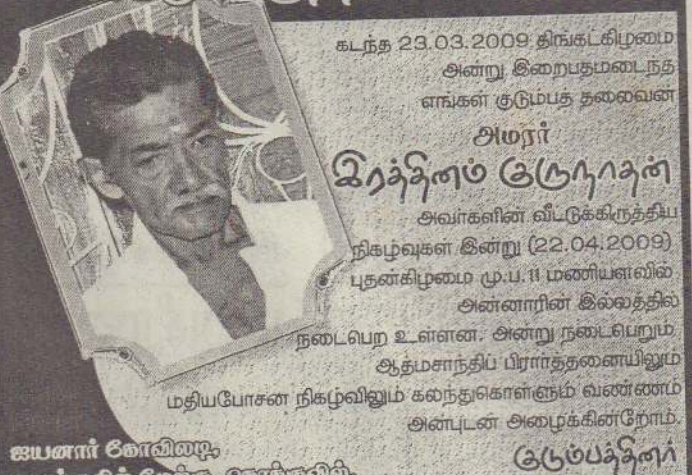 கடந்த 23.03.2009 திங்கட்கிழமை
அன்று இறைபதமடைந்த
எங்கள் குடும்பத் தலைவன்
அமரர்
இரத்தினம் குருநாதன்
அவர்களின் வீட்டுக்கிருத்திய
நிகழ்வுகள் இன்று (22.04.2009)
புதன்கிழமை மு.ப. 11 மணியளவில்
அன்னாரின் இல்லத்தில்
நடைபெற உள்ளன. அன்று நடைபெறும்
ஆத்மசாந்திப் பிரார்த்தனையிலும்
மதியபோசன நிகழ்விலும் கலந்துகொள்ளும் வண்ணம்
அன்புடன் அழைக்கின்றோம்.
ஐயனார் கோவிலடி,
குடும்பத்தினர்